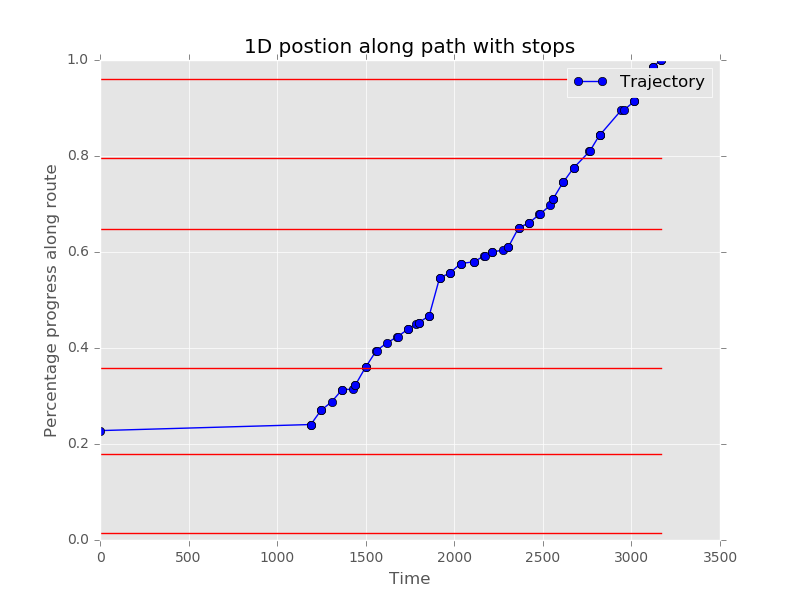 1D postion along path with stops
Trajectory
Percentage progress along route
1.0
0.8
0.6
0.4
0.2
0.0
0 500 1000 1500 2000 2500 3000 3500
Time